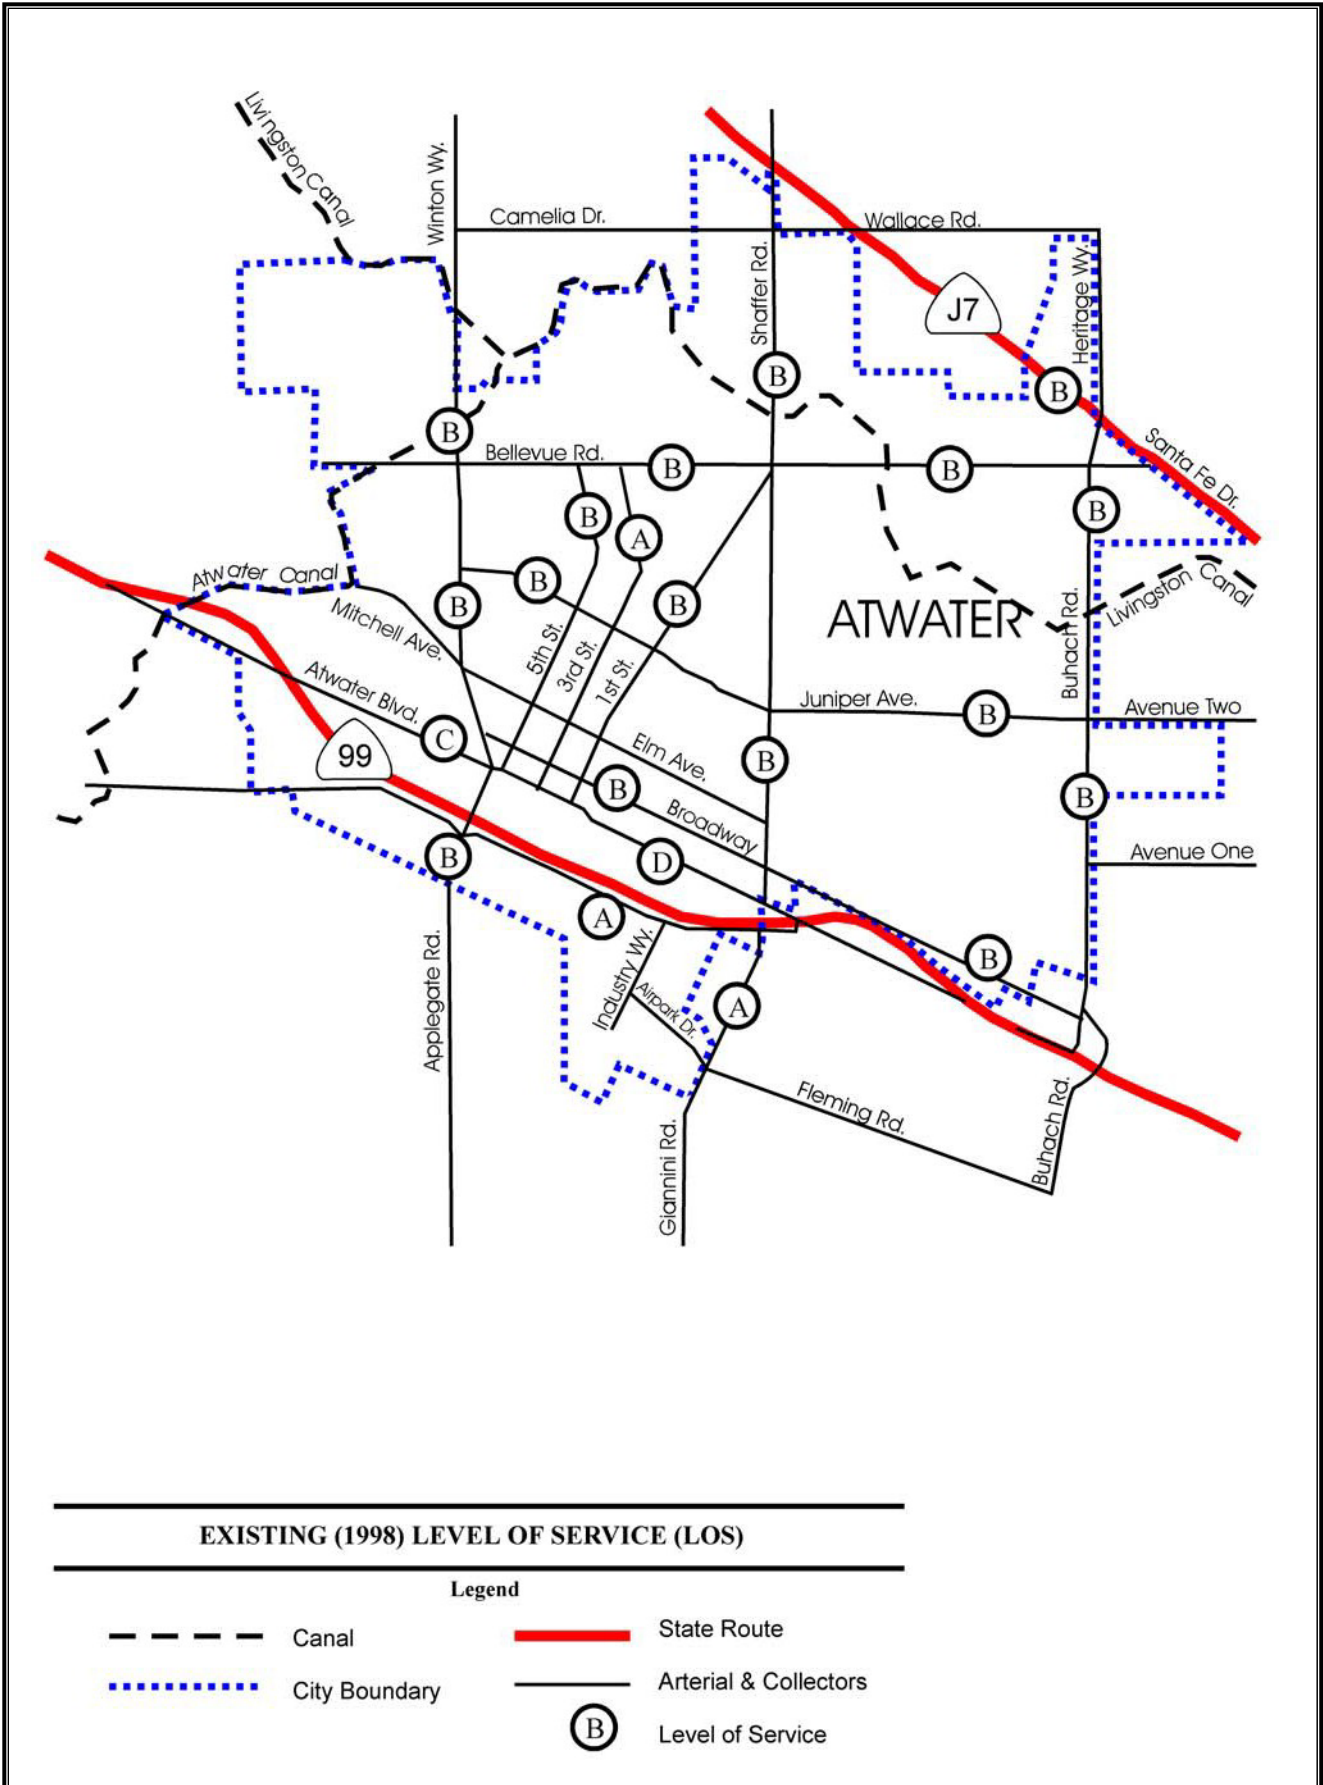 Livingston Canal
Winton Wy.
Camelia Dr.
Wallace Rd.
Shaffer Rd.
Heritage Wy.
J7
B
B
B
Bellevue Rd.
B
B
Santa Fe Dr.
B
B
A
Atwater Canal
B
B
B
Livingston Canal
ATWATER
Mitchell Ave.
5th St.
3rd St.
1st St.
Buhach Rd.
Atwater Blvd.
Juniper Ave.
B
Avenue Two
C
99
Elm Ave.
B
B
B
Broadway
Avenue One
B
D
A
B
Industry Wy.
Airpark Dr.
A
Applegate Rd.
Fleming Rd.
Buhach Rd.
Giannini Rd.
EXISTING (1998) LEVEL OF SERVICE (LOS)
Legend
Canal
State Route
City Boundary
Arterial & Collectors
B
Level of Service